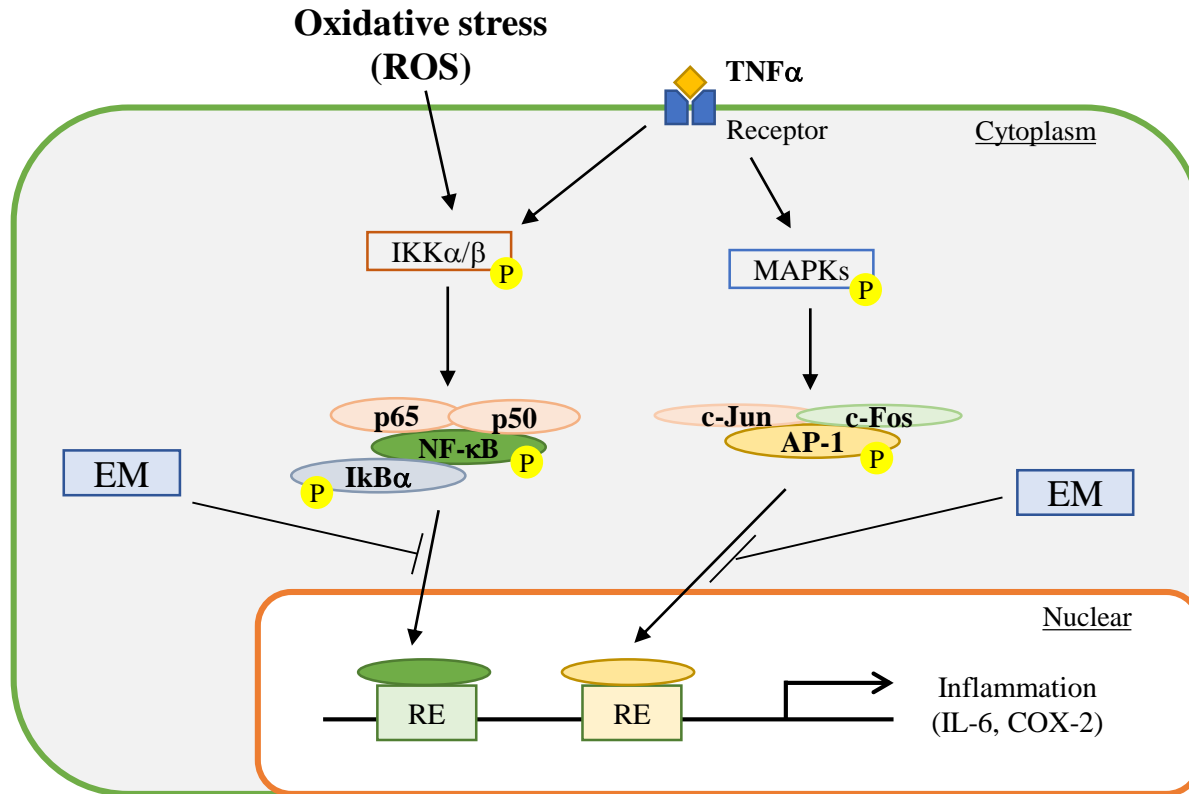 Oxidative stress
(ROS)
TNFα
Receptor
Cytoplasm
IKKα/β
P
MAPKs
P
p65
p50
NF-κB
P
IkBα
P
c-Jun
c-Fos
AP-1
P
EM
EM
Nuclear
RE
RE
Inflammation
(IL-6, COX-2)